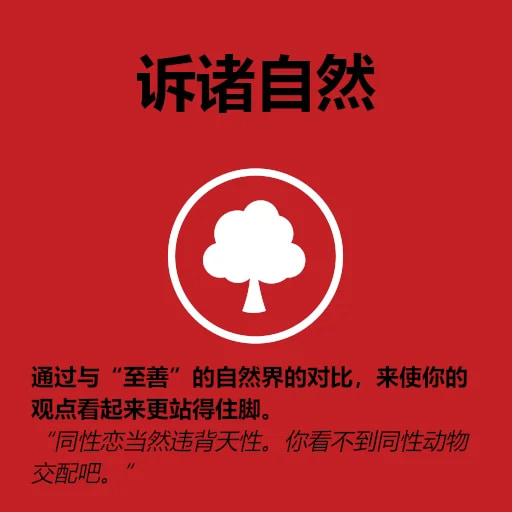 诉诸自然
通过与“至善”的自然界的对比，来使你的
观点看起来更站得住脚。
“同性恋当然违背天性。你看不到同性动物
交配吧。“